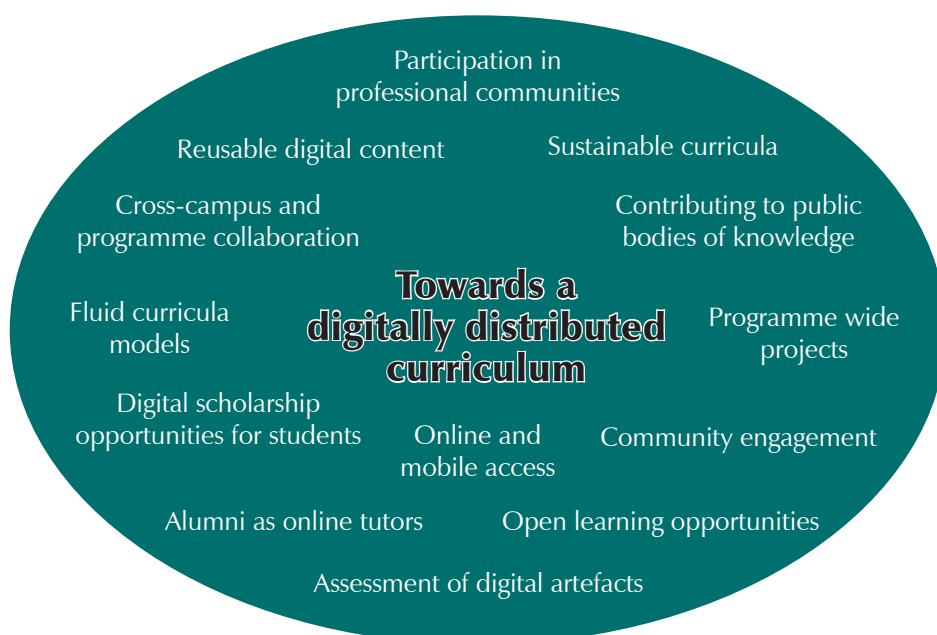 Participation in
professional communities
Reusable digital content
Sustainable curricula
Cross-campus and
programme collaboration
Contributing to public
bodies of knowledge
Towards a
digitally distributed
curriculum
Fluid curricula
models
Programme wide
projects
Digital scholarship
opportunities for students
Online and
mobile access
Community engagement
Alumni as online tutors
Open learning opportunities
Assessment of digital artefacts